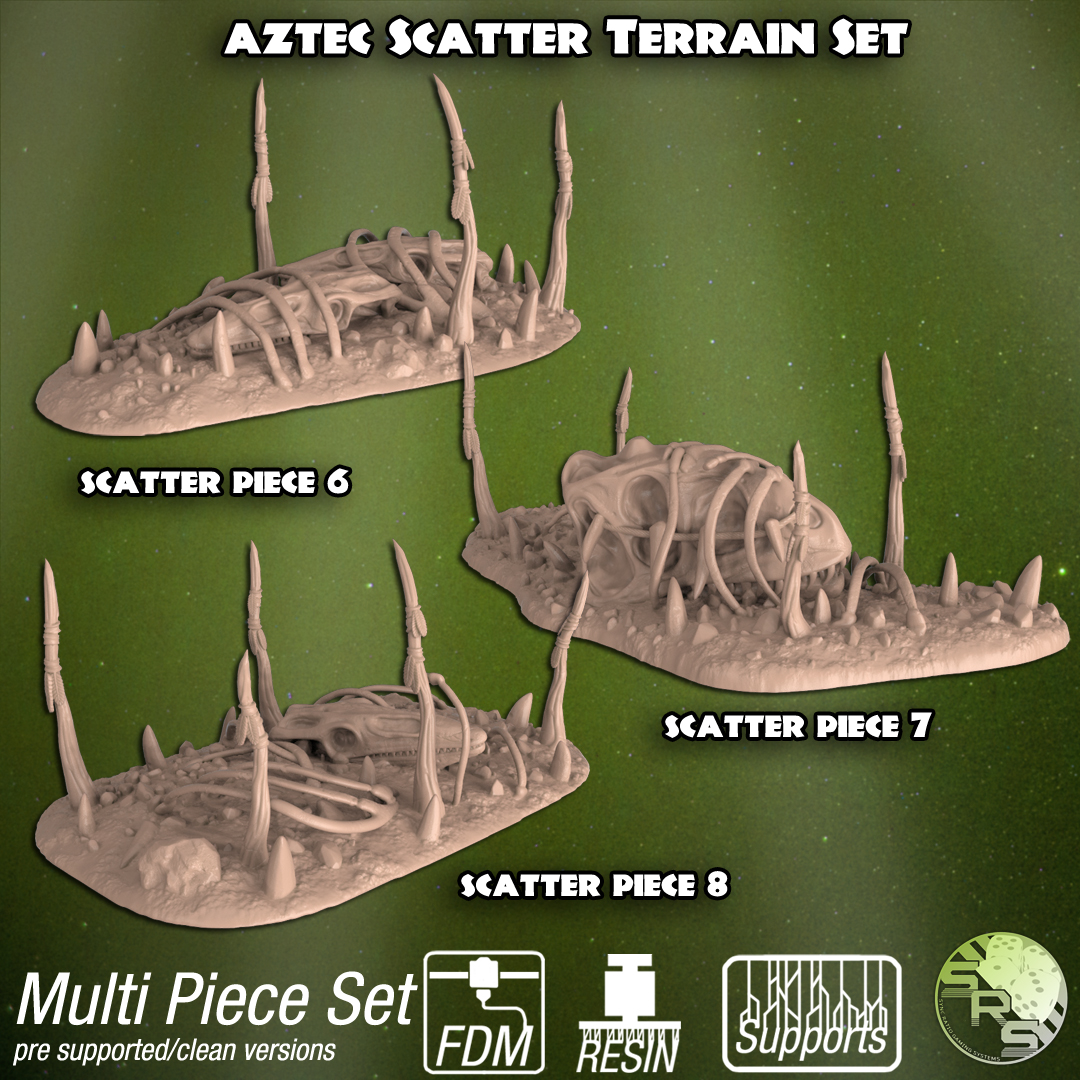 Aztec Scatter Terrain Set
Scatter Piece 6
Scatter Piece 7
Scatter Piece 8
Multi Piece Set
pre supported/clean versions
FDM
RESIN
Supports
SRS